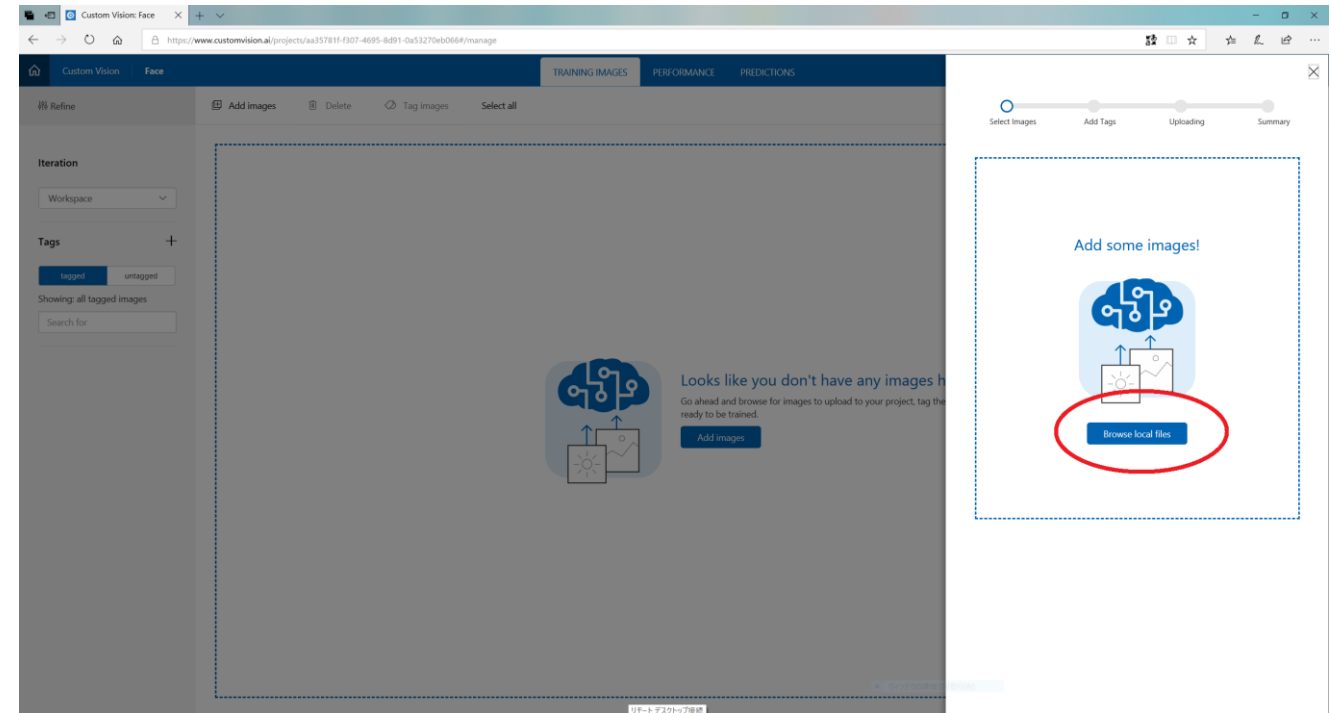 Custom Vision: Face
https://www.customvision.ai/projects/aa35781f-f307-4695-8d91-0a53270eb066#/manage
Custom Vision Face
TRAINING IMAGES PERFORMANCE PREDICTIONS
Refine
Add images Delete Tag images Select all
Select Images Add Tags Uploading Summary
Iteration
Workspace
Tags
tagged untagged
Showing: all tagged images
Search for
Add some images!
Browse local files
Looks like you don't have any images h
Go ahead and browse for images to upload to your project, tag the
ready to be trained.
Add images
リモート デスクトップ接続